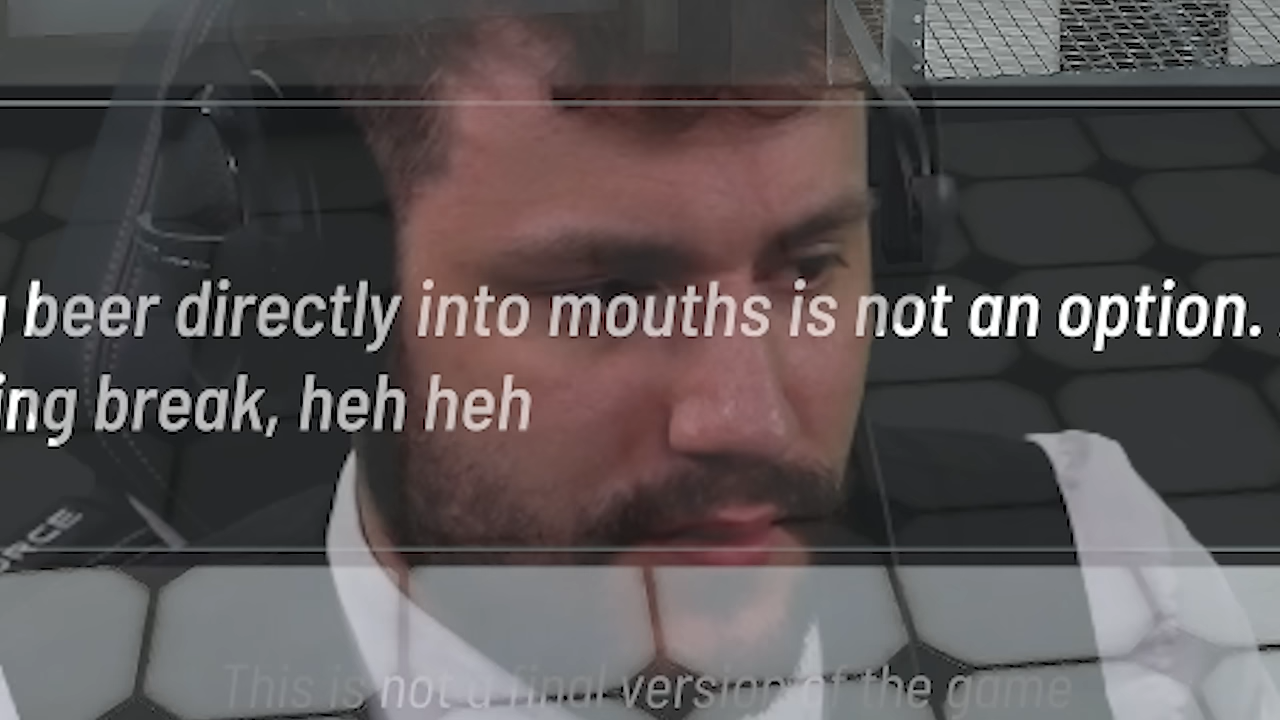 beer directly into mouths is not an option.
break, heh heh
This is not a final version of the game